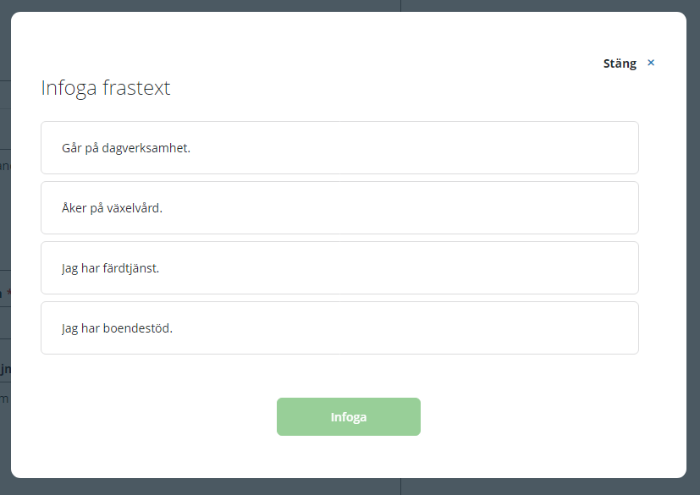 Stäng ×
Infoga frastext
Går på dagverksamhet.
Åker på växelvård.
Jag har färdtjänst.
Jag har boendestöd.
Infoga